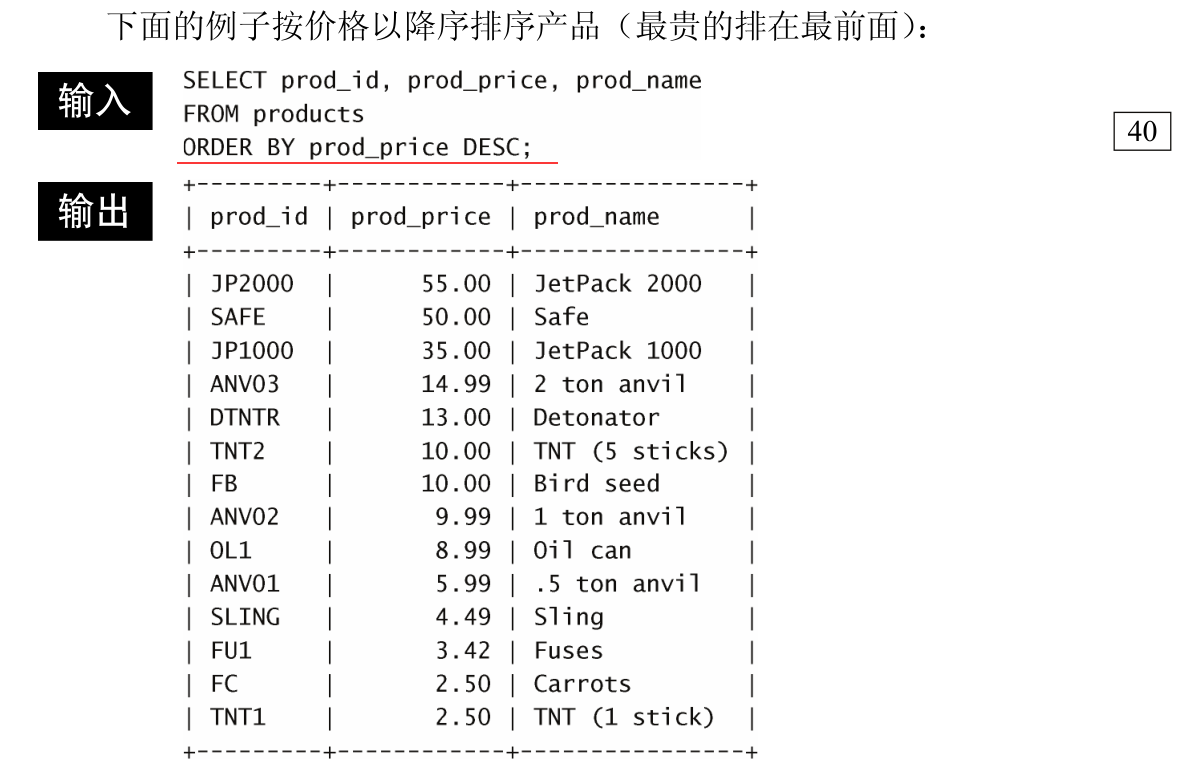 下面的例子按价格以降序排序产品（最贵的排在最前面）：
输入
SELECT prod_id, prod_price, prod_name
FROM products
ORDER BY prod_price DESC;
40
输出
+---------+------------+----------------+
| prod_id | prod_price | prod_name      |
+---------+------------+----------------+
| JP2000  |      55.00 | JetPack 2000   |
| SAFE    |      50.00 | Safe           |
| JP1000  |      35.00 | JetPack 1000   |
| ANV03   |      14.99 | 2 ton anvil    |
| DTNTR   |      13.00 | Detonator      |
| TNT2    |      10.00 | TNT (5 sticks) |
| FB      |      10.00 | Bird seed      |
| ANV02   |       9.99 | 1 ton anvil    |
| OL1     |       8.99 | Oil can        |
| ANV01   |       5.99 | .5 ton anvil   |
| SLING   |       4.49 | Sling          |
| FU1     |       3.42 | Fuses          |
| FC      |       2.50 | Carrots        |
| TNT1    |       2.50 | TNT (1 stick)  |
+---------+------------+----------------+